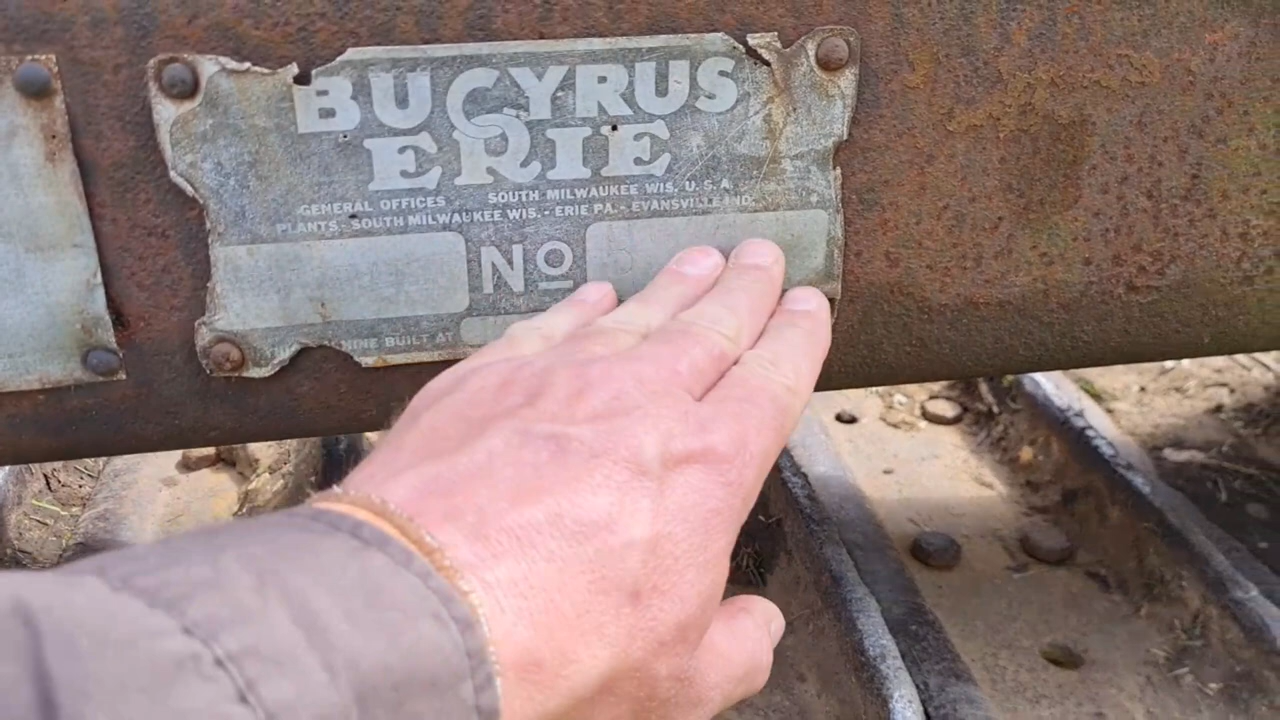 BUCYRUS
ERIE
GENERAL OFFICES SOUTH MILWAUKEE WIS. U.S.A.
PLANTS - SOUTH MILWAUKEE WIS. - ERIE PA. - EVANSVILLE IND.
No
BUILT AT